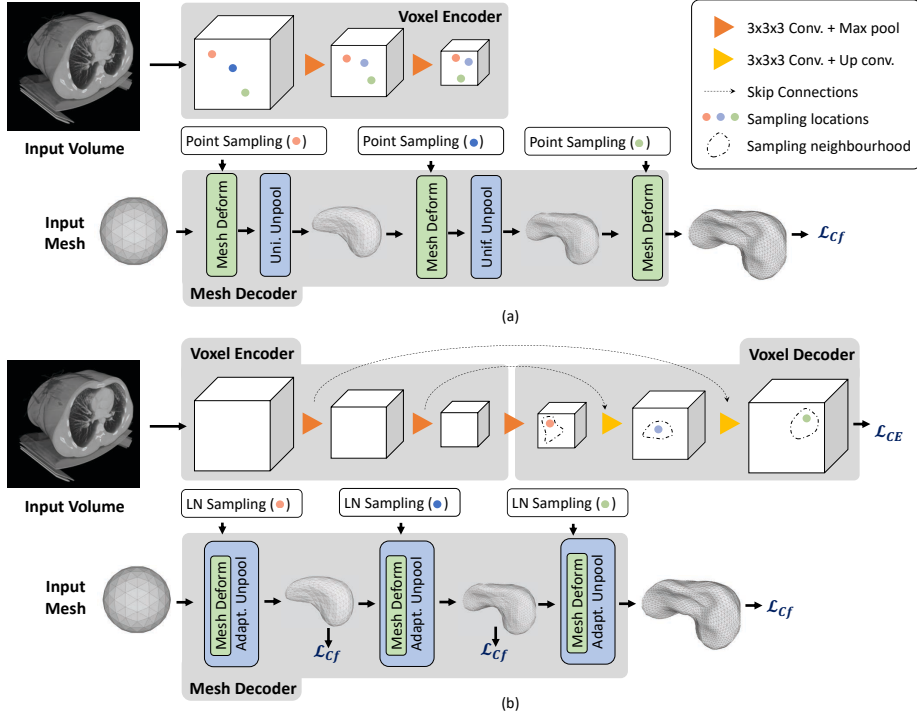 Voxel Encoder
3x3x3 Conv. + Max pool
3x3x3 Conv. + Up conv.
Skip Connections
Sampling locations
Sampling neighbourhood
Input Volume
Point Sampling ( )
Point Sampling ( )
Point Sampling ( )
Input
Mesh
Mesh Deform
Uni. Unpool
Mesh Deform
Unif. Unpool
Mesh Deform
ℒCf
Mesh Decoder
(a)
Voxel Encoder
Voxel Decoder
ℒCE
Input Volume
LN Sampling ( )
LN Sampling ( )
LN Sampling ( )
Input
Mesh
Mesh Deform
Adapt. Unpool
Mesh Deform
Adapt. Unpool
Mesh Deform
Adapt. Unpool
ℒCf
ℒCf
ℒCf
Mesh Decoder
(b)